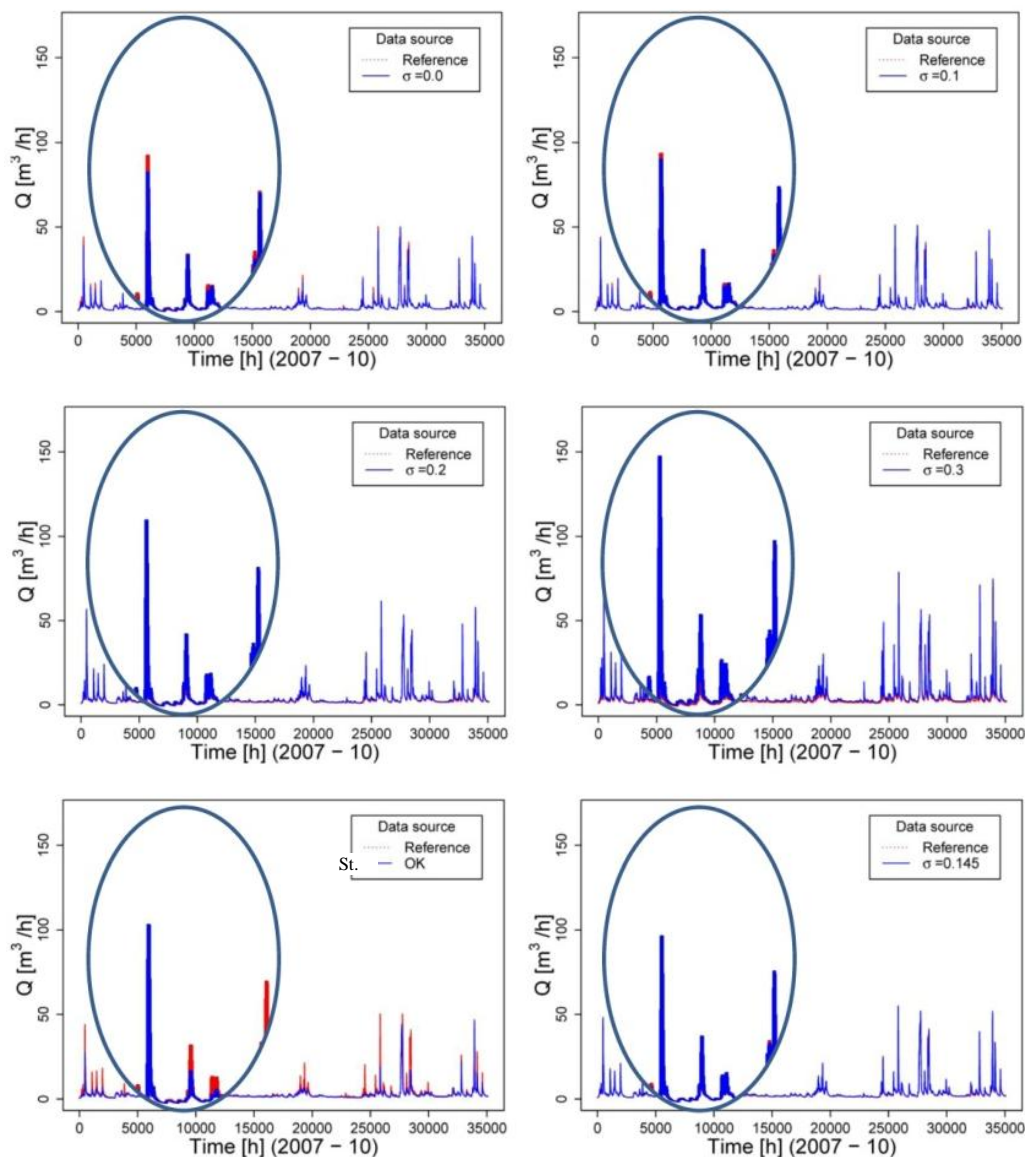 Data source
Reference
σ =0.0
Q [m³ /h]
0 50 100 150
0 5000 10000 15000 20000 25000 30000 35000
Time [h] (2007 − 10)
Data source
Reference
σ =0.1
Q [m³ /h]
0 50 100 150
0 5000 10000 15000 20000 25000 30000 35000
Time [h] (2007 − 10)
Data source
Reference
σ =0.2
Q [m³ /h]
0 50 100 150
0 5000 10000 15000 20000 25000 30000 35000
Time [h] (2007 − 10)
Data source
Reference
σ =0.3
Q [m³ /h]
0 50 100 150
0 5000 10000 15000 20000 25000 30000 35000
Time [h] (2007 − 10)
Data source
Reference
St. OK
Q [m³ /h]
0 50 100 150
0 5000 10000 15000 20000 25000 30000 35000
Time [h] (2007 − 10)
Data source
Reference
σ =0.145
Q [m³ /h]
0 50 100 150
0 5000 10000 15000 20000 25000 30000 35000
Time [h] (2007 − 10)